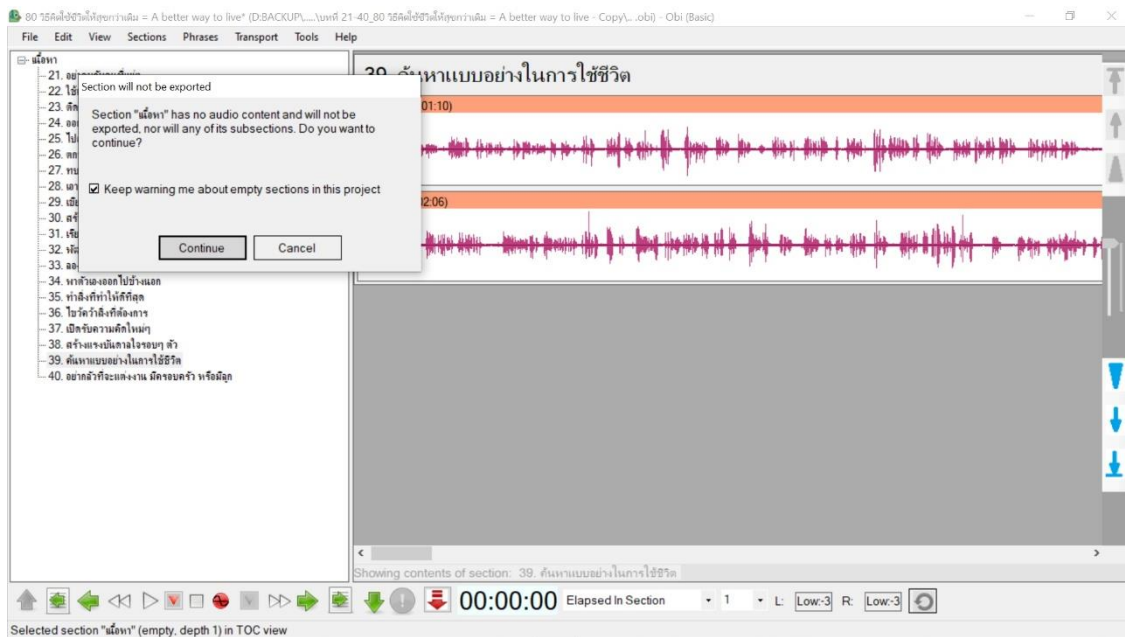 80 วิธีคิดใช้ชีวิตให้สุขกว่าเดิม = A better way to live* (D:BACKUP\.....\บทที่ 21-40_80 วิธีคิดใช้ชีวิตให้สุขกว่าเดิม = A better way to live - Copy\.. .obi) - Obi (Basic)
File Edit View Sections Phrases Transport Tools Help
เนื้อหา
21.
22.
23.
24.
25.
26.
27.
28.
29.
30.
31.
32.
33.
34. พาตัวเองออกไปข้างนอก
35. ทำสิ่งที่ทำให้ดีที่สุด
36. ไขว่คว้าสิ่งที่ต้องการ
37. เปิดรับความคิดใหม่ๆ
38. สร้างแรงบันดาลใจรอบๆ ตัว
39. ค้นหาแบบอย่างในการใช้ชีวิต
40. อย่ากลัวที่จะแต่งงาน มีครอบครัว หรือมีลูก
Section will not be exported
Section "เนื้อหา" has no audio content and will not be
exported, nor will any of its subsections. Do you want to
continue?
Keep warning me about empty sections in this project
Continue Cancel
39. ค้นหาแบบอย่างในการใช้ชีวิต
01:10)
2:06)
Showing contents of section: 39. ค้นหาแบบอย่างในการใช้ชีวิต
00:00:00 Elapsed In Section 1 L: Low:-3 R: Low:-3
Selected section "เนื้อหา" (empty, depth 1) in TOC view